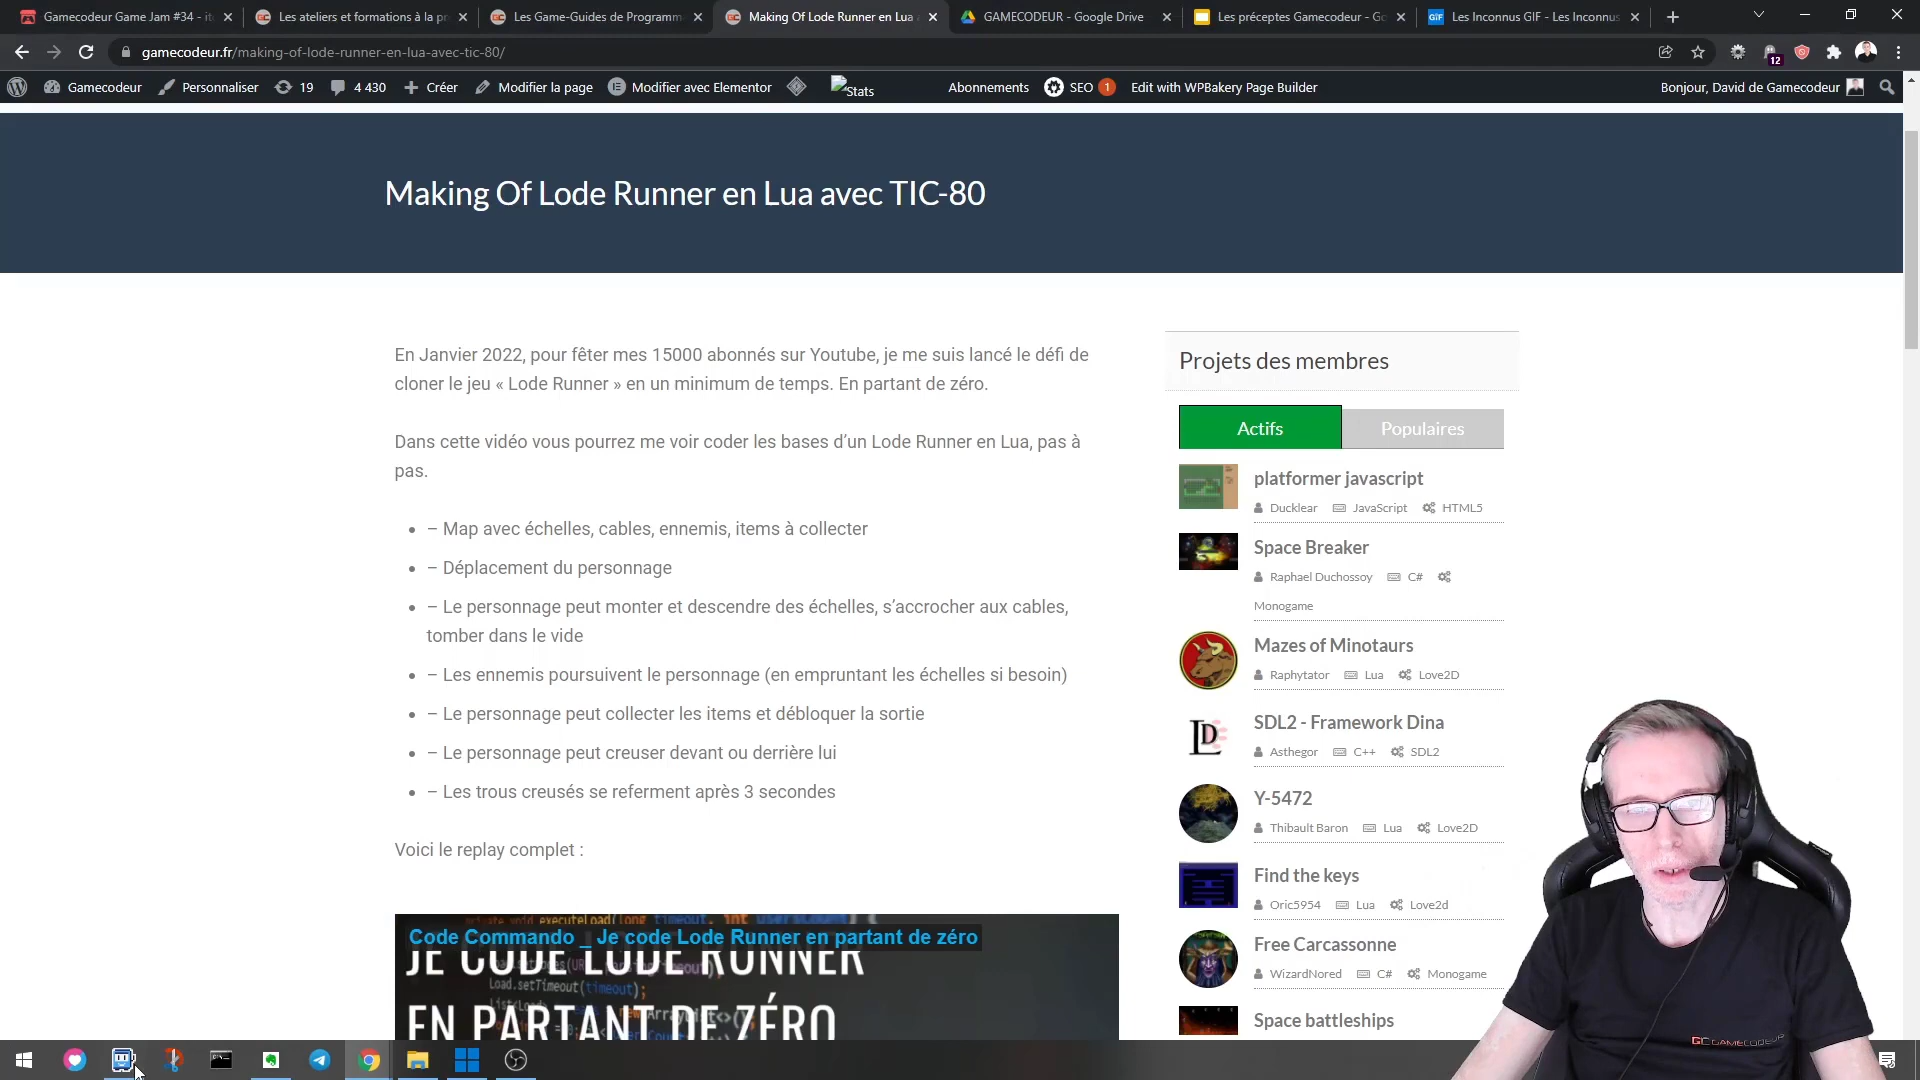 Gamecodeur Game Jam #34 - it
Les ateliers et formations à la pr
Les Game-Guides de Programm
Making Of Lode Runner en Lua
GAMECODEUR - Google Drive
Les préceptes Gamecodeur - Go
Les Inconnus GIF - Les Inconnus
gamecodeur.fr/making-of-lode-runner-en-lua-avec-tic-80/
12
Gamecodeur
Personnaliser
19
4 430
Créer
Modifier la page
Modifier avec Elementor
Stats
Abonnements
SEO 1
Edit with WPBakery Page Builder
Bonjour, David de Gamecodeur
Making Of Lode Runner en Lua avec TIC-80
En Janvier 2022, pour fêter mes 15000 abonnés sur Youtube, je me suis lancé le défi de
cloner le jeu « Lode Runner » en un minimum de temps. En partant de zéro.
Dans cette vidéo vous pourrez me voir coder les bases d'un Lode Runner en Lua, pas à
pas.
• – Map avec échelles, cables, ennemis, items à collecter
• – Déplacement du personnage
• – Le personnage peut monter et descendre des échelles, s'accrocher aux cables,
tomber dans le vide
• – Les ennemis poursuivent le personnage (en empruntant les échelles si besoin)
• – Le personnage peut collecter les items et débloquer la sortie
• – Le personnage peut creuser devant ou derrière lui
• – Les trous creusés se referment après 3 secondes
Voici le replay complet :
Code Commando _ Je code Lode Runner en partant de zéro
JE CODE LODE RUNNER
Load.setTimeout(timeout);
EN PARTANT DE ZÉRO
Projets des membres
Actifs
Populaires
platformer javascript
Ducklear JavaScript HTML5
Space Breaker
Raphael Duchossoy C#
Monogame
Mazes of Minotaurs
Raphytator Lua Love2D
LD
SDL2 - Framework Dina
Asthegor C++ SDL2
Y-5472
Thibault Baron Lua Love2D
Find the keys
Oric5954 Lua Love2d
Free Carcassonne
WizardNored C# Monogame
Space battleships
GC GAMECODEUR